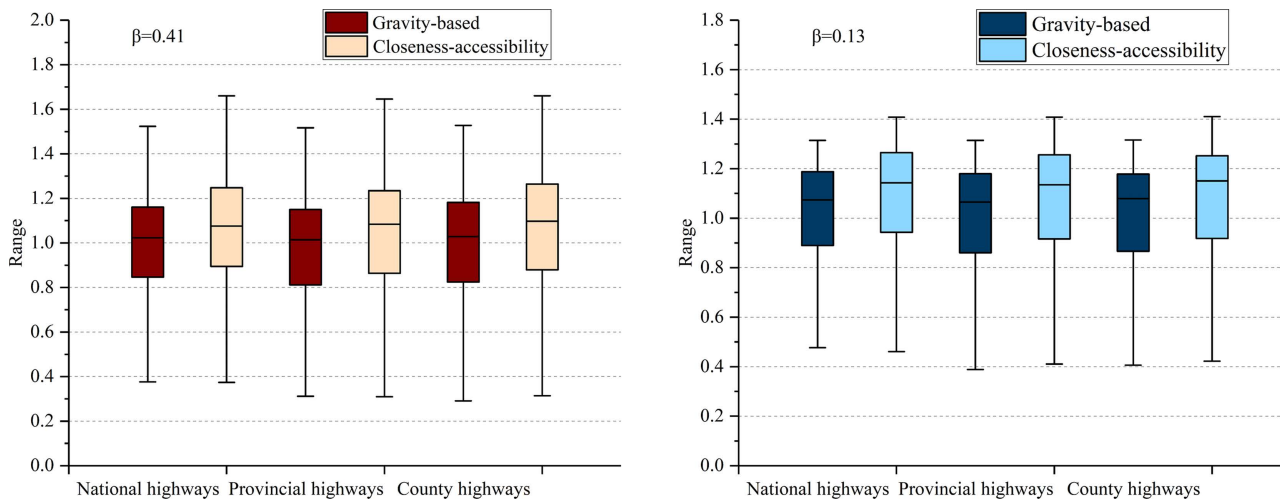 2.0
1.8
1.6
1.4
1.2
1.0
0.8
0.6
0.4
0.2
0.0
Range
β=0.41
Gravity-based
Closeness-accessibility
National highways Provincial highways County highways
1.8
1.6
1.4
1.2
1.0
0.8
0.6
0.4
0.2
0.0
Range
β=0.13
Gravity-based
Closeness-accessibility
National highways Provincial highways County highways